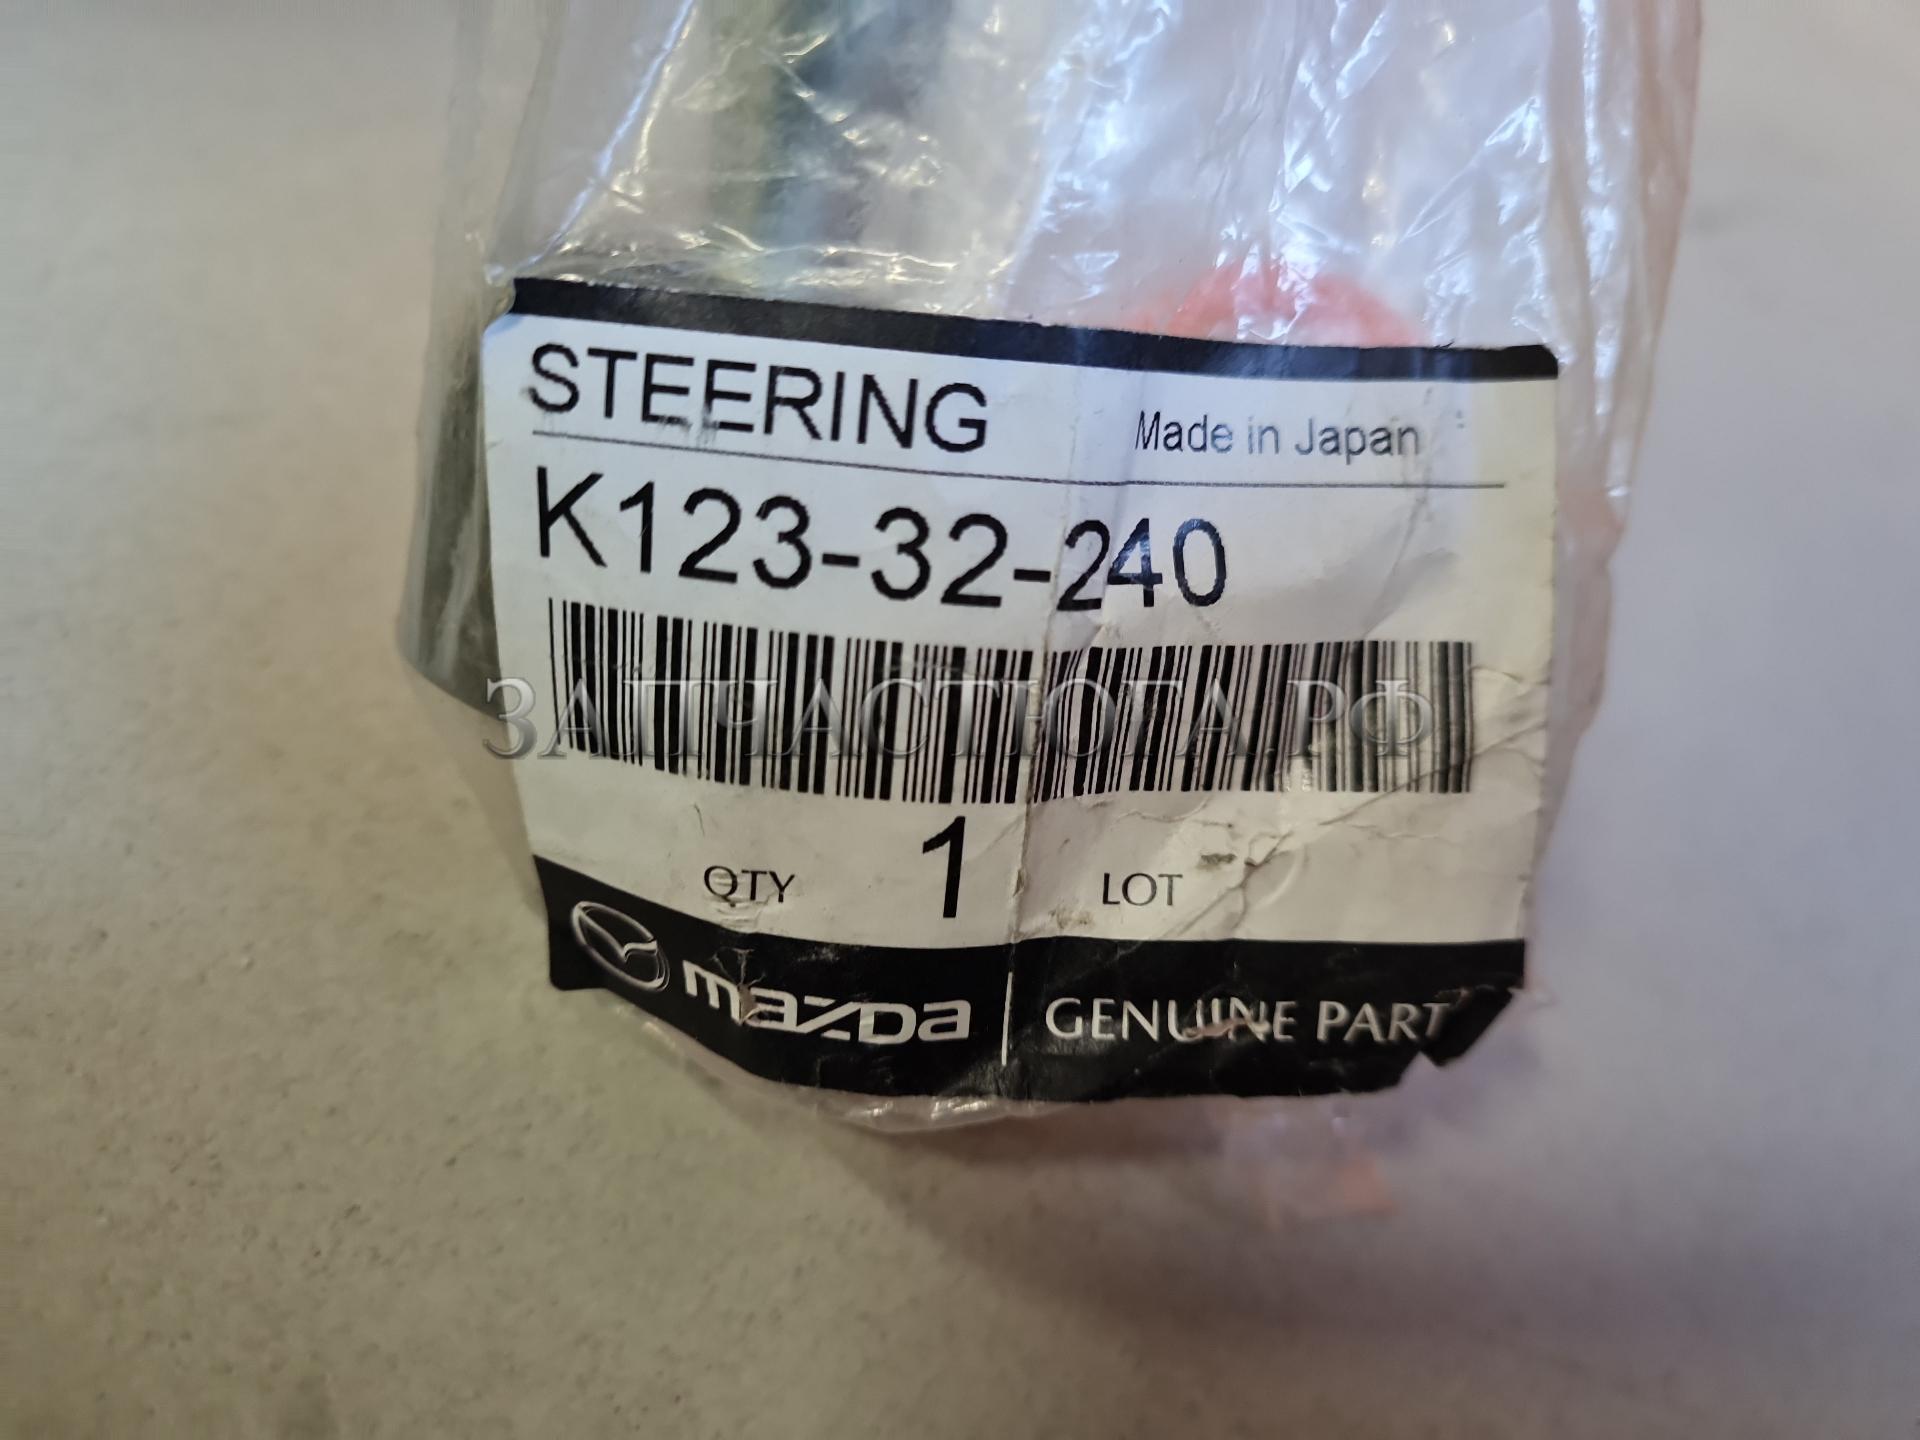 STEERING
Made in Japan
K123-32-240
ЗАПЧАСТЮГА.РФ
QTY 1 LOT
mazda GENUINE PART